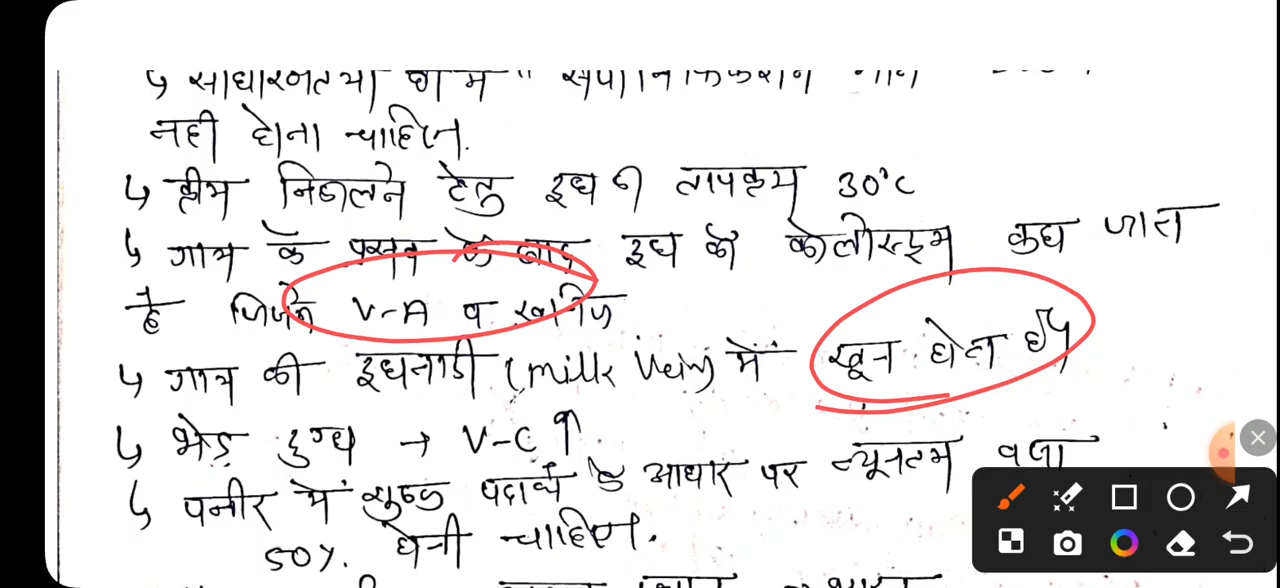 ↳ साधारनतया
नही होना चाहिए.
↳ क्रीम निकालने हेतु दूध का तापक्रम 30°C
↳ गाय के प्रसव के बाद दूध को कोलोस्ट्रम कहा जाता
है जिसमें V-A व खनिज
↳ गाय की दूधनाडी (milk Vein) में खून होता है
↳ भेड़ दुग्ध → V-C ↑
↳ पनीर में शुष्क पदार्थ के आधार पर न्यूनतम वसा
50%. होनी चाहिए.